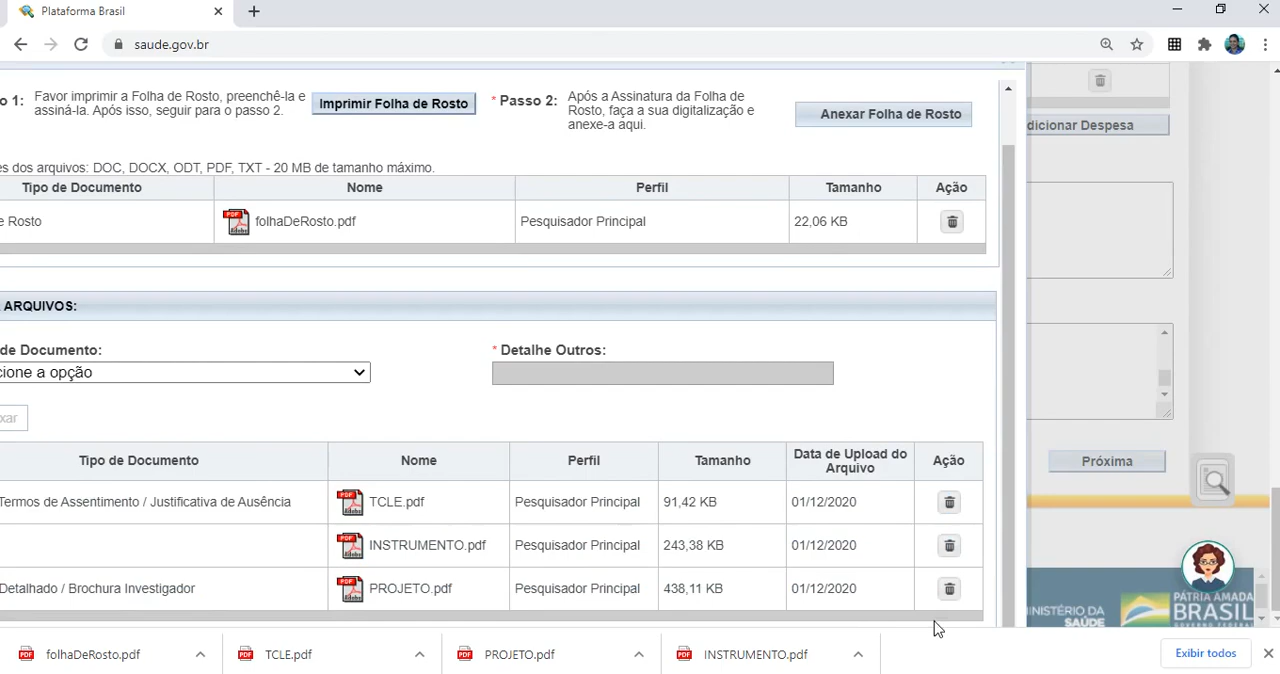 Plataforma Brasil
saude.gov.br
o 1: Favor imprimir a Folha de Rosto, preenchê-la e
assiná-la. Após isso, seguir para o passo 2.
Imprimir Folha de Rosto
* Passo 2: Após a Assinatura da Folha de
Rosto, faça a sua digitalização e
anexe-a aqui.
Anexar Folha de Rosto
dicionar Despesa
es dos arquivos: DOC, DOCX, ODT, PDF, TXT - 20 MB de tamanho máximo.
Tipo de Documento Nome Perfil Tamanho Ação
e Rosto folhaDeRosto.pdf Pesquisador Principal 22,06 KB
ARQUIVOS:
de Documento: * Detalhe Outros:
cione a opção
xar
Tipo de Documento Nome Perfil Tamanho Data de Upload do
Arquivo Ação
Termos de Assentimento / Justificativa de Ausência TCLE.pdf Pesquisador Principal 91,42 KB 01/12/2020
INSTRUMENTO.pdf Pesquisador Principal 243,38 KB 01/12/2020
Detalhado / Brochura Investigador PROJETO.pdf Pesquisador Principal 438,11 KB 01/12/2020
Próxima
INISTÉRIO DA
SAÚDE
PÁTRIA AMADA
BRASIL
GOVERNO FEDERAL
folhaDeRosto.pdf TCLE.pdf PROJETO.pdf INSTRUMENTO.pdf Exibir todos